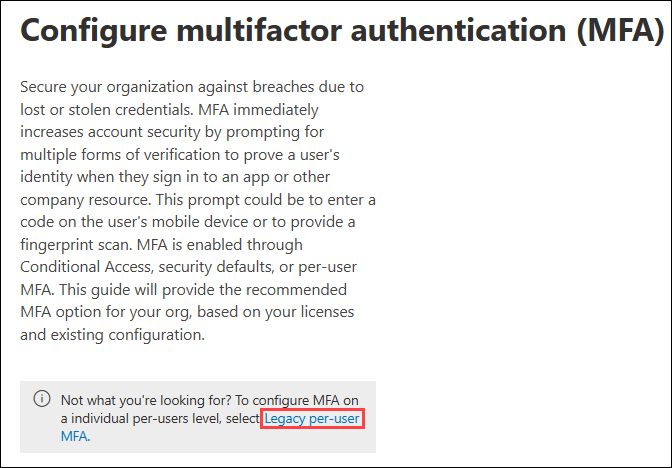 Configure multifactor authentication (MFA)
Secure your organization against breaches due to
lost or stolen credentials. MFA immediately
increases account security by prompting for
multiple forms of verification to prove a user's
identity when they sign in to an app or other
company resource. This prompt could be to enter a
code on the user's mobile device or to provide a
fingerprint scan. MFA is enabled through
Conditional Access, security defaults, or per-user
MFA. This guide will provide the recommended
MFA option for your org, based on your licenses
and existing configuration.
Not what you're looking for? To configure MFA on
a individual per-users level, select Legacy per-user
MFA.